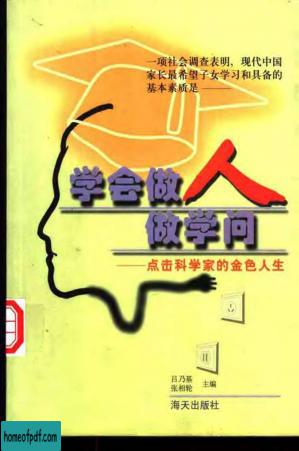 一项社会调查表明，现代中国
家长最希望子女学习和具备的
基本素质是——
学会做人
做学问
——点击科学家的金色人生
吕乃基
张相轮
主编
海天出版社
homeofpdf.com